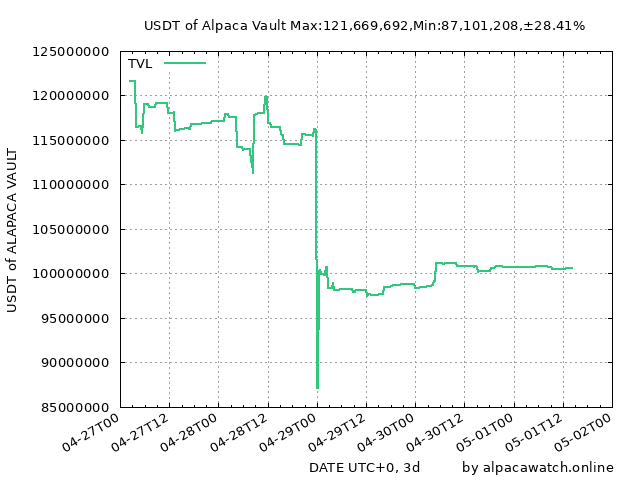 USDT of Alpaca Vault Max:121,669,692,Min:87,101,208,±28.41%
TVL
125000000
120000000
115000000
110000000
105000000
100000000
95000000
90000000
85000000
USDT of ALAPACA VAULT
04-27T00
04-27T12
04-28T00
04-28T12
04-29T00
04-29T12
04-30T00
04-30T12
05-01T00
05-01T12
05-02T00
DATE UTC+0, 3d
by alpacawatch.online